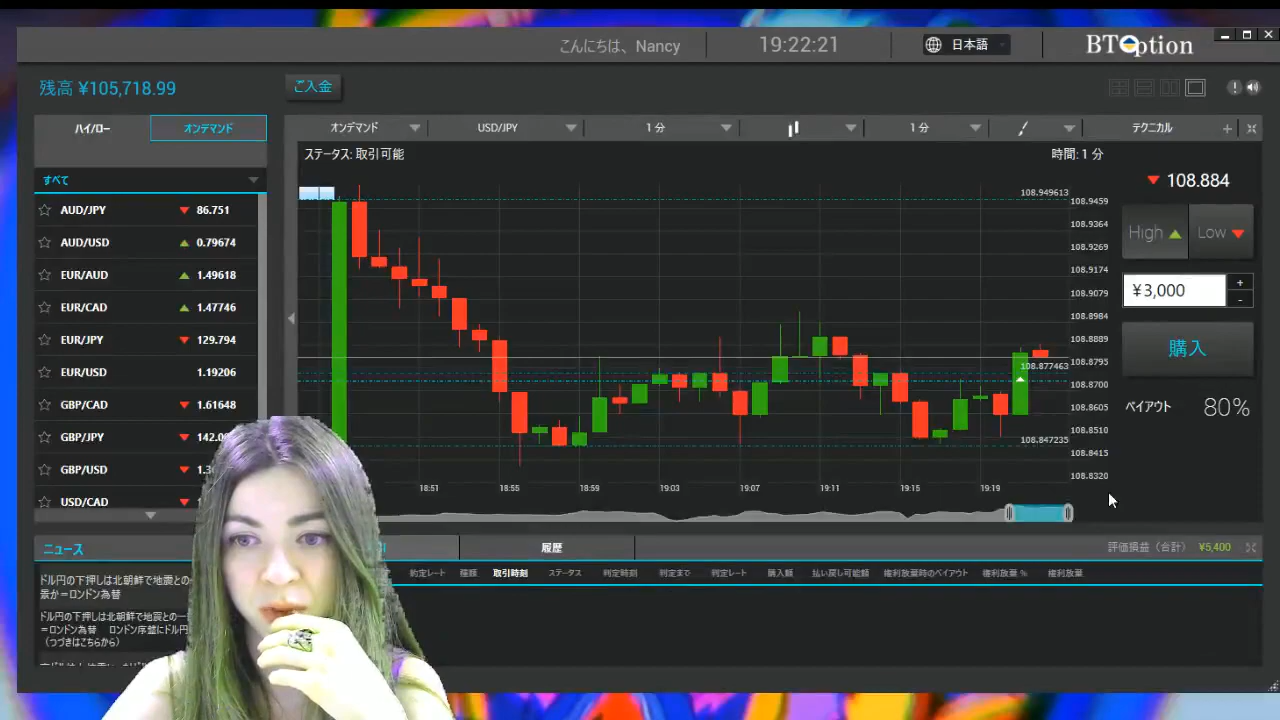 こんにちは、Nancy
19:22:21
日本語
BTOption
残高 ¥105,718.99
ご入金
ハイ/ロー
オンデマンド
オンデマンド
USD/JPY
1 分
1 分
テクニカル
すべて
ステータス: 取引可能
時間: 1 分
AUD/JPY 86.751
AUD/USD 0.79674
EUR/AUD 1.49618
EUR/CAD 1.47746
EUR/JPY 129.794
EUR/USD 1.19206
GBP/CAD 1.61648
GBP/JPY 142.0
GBP/USD 1.3
USD/CAD
108.949613
108.877463
108.847235
108.9459
108.9364
108.9269
108.9174
108.9079
108.8984
108.8889
108.8795
108.8700
108.8605
108.8510
108.8415
108.8320
18:51
18:55
18:59
19:03
19:07
19:11
19:15
19:19
108.884
High
Low
¥3,000
+
-
購入
ペイアウト 80%
ニュース
履歴
評価損益（合計） ¥5,400
約定レート 種類 取引時刻 ステータス 判定時刻 判定まで 判定レート 購入額 払い戻し可能額 権利放棄時のペイアウト 権利放棄 % 権利放棄
ドル円の下押しは北朝鮮で地震との
景か＝ロンドン為替
ドル円の下押しは北朝鮮で地震との一
＝ロンドン為替 ロンドン序盤にドル円
（つづきはこちらから）